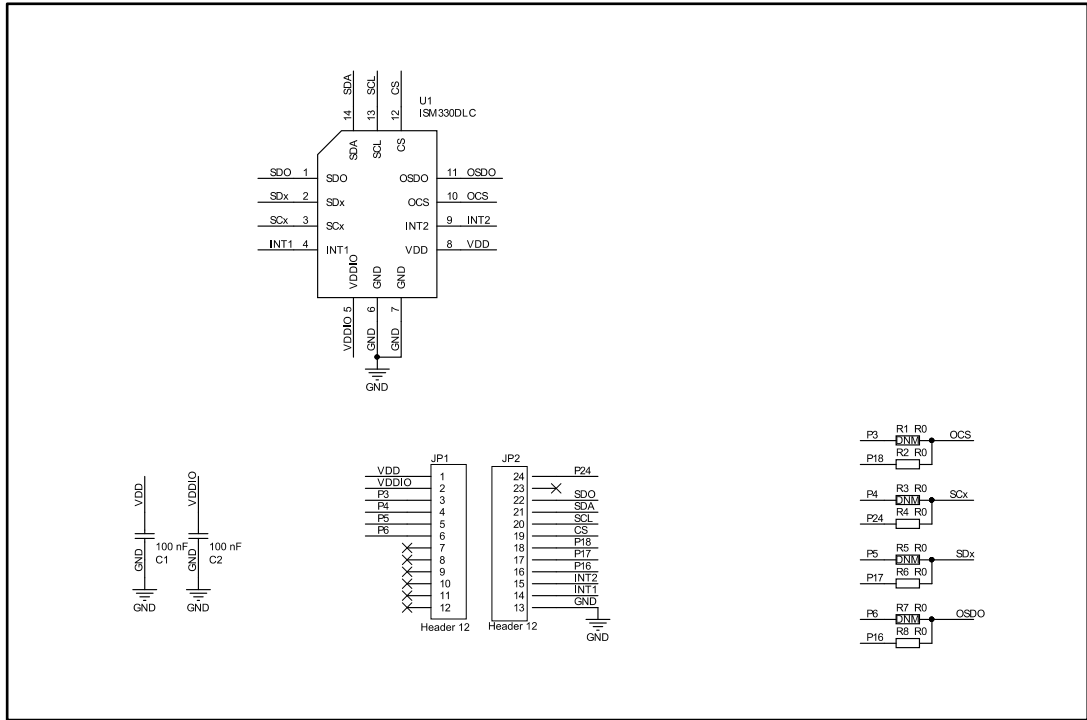 U1
ISM330DLC
SDA SCL CS
14 13 12
SDA SCL CS
SDO 1 SDO OSDO 11 OSDO
SDx 2 SDx OCS 10 OCS
SCx 3 SCx INT2 9 INT2
INT1 4 INT1 VDD 8 VDD
VDDIO GND GND
5 6 7
VDDIO GND GND
GND
VDD VDDIO
100 nF 100 nF
C1 C2
GND GND
GND GND
JP1 JP2
VDD 1 24 P24
VDDIO 2 23
P3 3 22 SDO
P4 4 21 SDA
P5 5 20 SCL
P6 6 19 CS
7 18 P18
8 17 P17
9 16 P16
10 15 INT2
11 14 INT1
12 13 GND
Header 12 Header 12
GND
R1 R0
P3 DNM OCS
R2 R0
P18
R3 R0
P4 DNM SCx
R4 R0
P24
R5 R0
P5 DNM SDx
R6 R0
P17
R7 R0
P6 DNM OSDO
R8 R0
P16